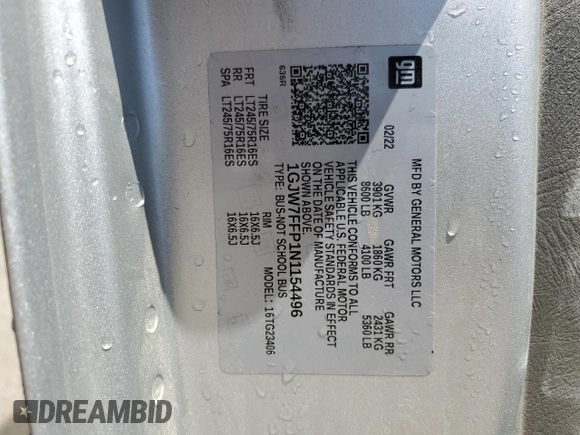 gm
MFD BY GENERAL MOTORS LLC
02/22
GVWR GAWR FRT GAWR RR
3901 KG 1860 KG 2431 KG
8600 LB 4100 LB 5360 LB
THIS VEHICLE CONFORMS TO ALL
APPLICABLE U.S. FEDERAL MOTOR
VEHICLE SAFETY STANDARDS IN EFFECT
ON THE DATE OF MANUFACTURE
SHOWN ABOVE.
1GJW7FFP1N1154496
TYPE: BUS-NOT SCHOOL BUS
MODEL: 16TG23406
636R
TIRE SIZE RIM
FRT LT245/75R16ES 16X6.5J
RR LT245/75R16ES 16X6.5J
SPA LT245/75R16ES 16X6.5J
DREAMBID